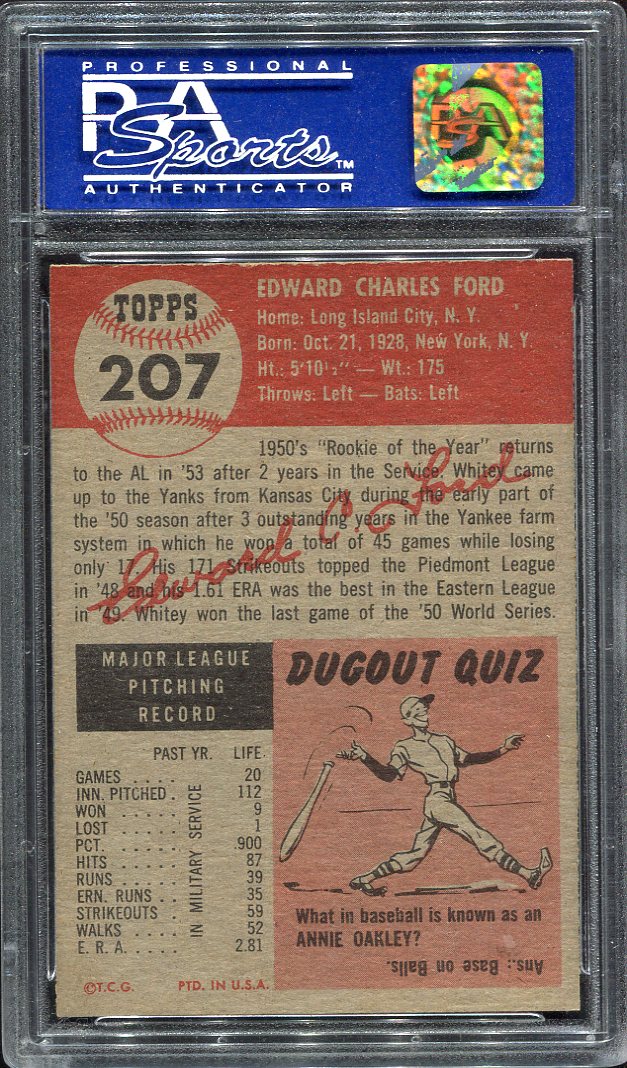 PROFESSIONAL
PSA
Sports™
AUTHENTICATOR
PSA
TOPPS
207
EDWARD CHARLES FORD
Home: Long Island City, N. Y.
Born: Oct. 21, 1928, New York, N. Y.
Ht.: 5'10½" — Wt.: 175
Throws: Left — Bats: Left
1950's "Rookie of the Year" returns
to the AL in '53 after 2 years in the Service. Whitey came
up to the Yanks from Kansas City during the early part of
the '50 season after 3 outstanding years in the Yankee farm
system in which he won a total of 45 games while losing
only 17. His 171 Strikeouts topped the Piedmont League
in '48 and his 1.61 ERA was the best in the Eastern League
in '49. Whitey won the last game of the '50 World Series.
Edward C. Ford
MAJOR LEAGUE
PITCHING
RECORD
PAST YR. LIFE
GAMES . . . . 20
INN. PITCHED . 112
WON . . . . . 9
LOST . . . . . 1
PCT. . . . . . .900
HITS . . . . . 87
RUNS . . . . . 39
ERN. RUNS . . 35
STRIKEOUTS . . 59
WALKS . . . . 52
E. R. A. . . . . 2.81
IN MILITARY SERVICE
©T.C.G. PTD. IN U.S.A.
DUGOUT QUIZ
What in baseball is known as an
ANNIE OAKLEY?
Ans.: Base on Balls.